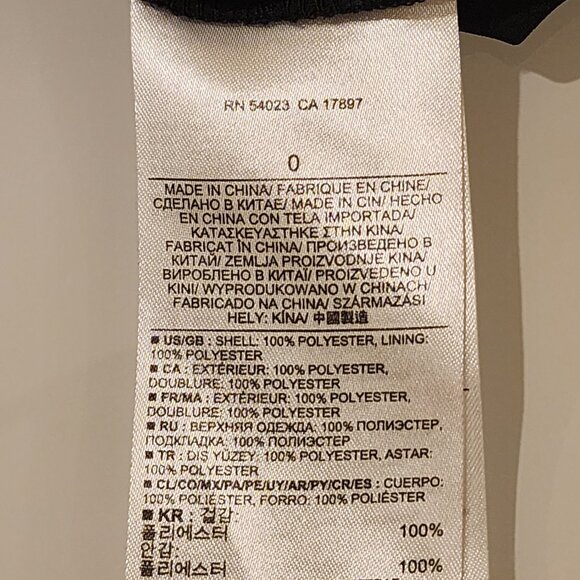 RN 54023 CA 17897
0
MADE IN CHINA/ FABRIQUE EN CHINE/
СДЕЛАНО В КИТАЕ/ MADE IN CIN/ HECHO
EN CHINA CON TELA IMPORTADA/
ΚΑΤΑΣΚΕΥΑΣΤΗΚΕ ΣΤΗΝ ΚΙΝΑ/
FABRICAT ÎN CHINA/ ПРОИЗВЕДЕНО В
КИТАЙ/ ZEMLJA PROIZVODNJE KINA/
ВИРОБЛЕНО В КИТАЇ/ PROIZVEDENO U
KINI/ WYPRODUKOWANO W CHINACH/
FABRICADO NA CHINA/ SZÁRMAZÁSI
HELY: KÍNA/ 中國製造
■ US/GB : SHELL: 100% POLYESTER, LINING:
100% POLYESTER
■ CA : EXTÉRIEUR: 100% POLYESTER,
DOUBLURE: 100% POLYESTER
■ FR/MA : EXTÉRIEUR: 100% POLYESTER,
DOUBLURE: 100% POLYESTER
■ RU : ВЕРХНЯЯ ОДЕЖДА: 100% ПОЛИЭСТЕР,
ПОДКЛАДКА: 100% ПОЛИЭСТЕР
■ TR : DIŞ YÜZEY: 100% POLYESTER, ASTAR:
100% POLYESTER
■ CL/CO/MX/PA/PE/UY/AR/PY/CR/ES : CUERPO:
100% POLIÉSTER, FORRO: 100% POLIÉSTER
■ KR : 겉감:
폴리에스터 100%
안감:
폴리에스터 100%